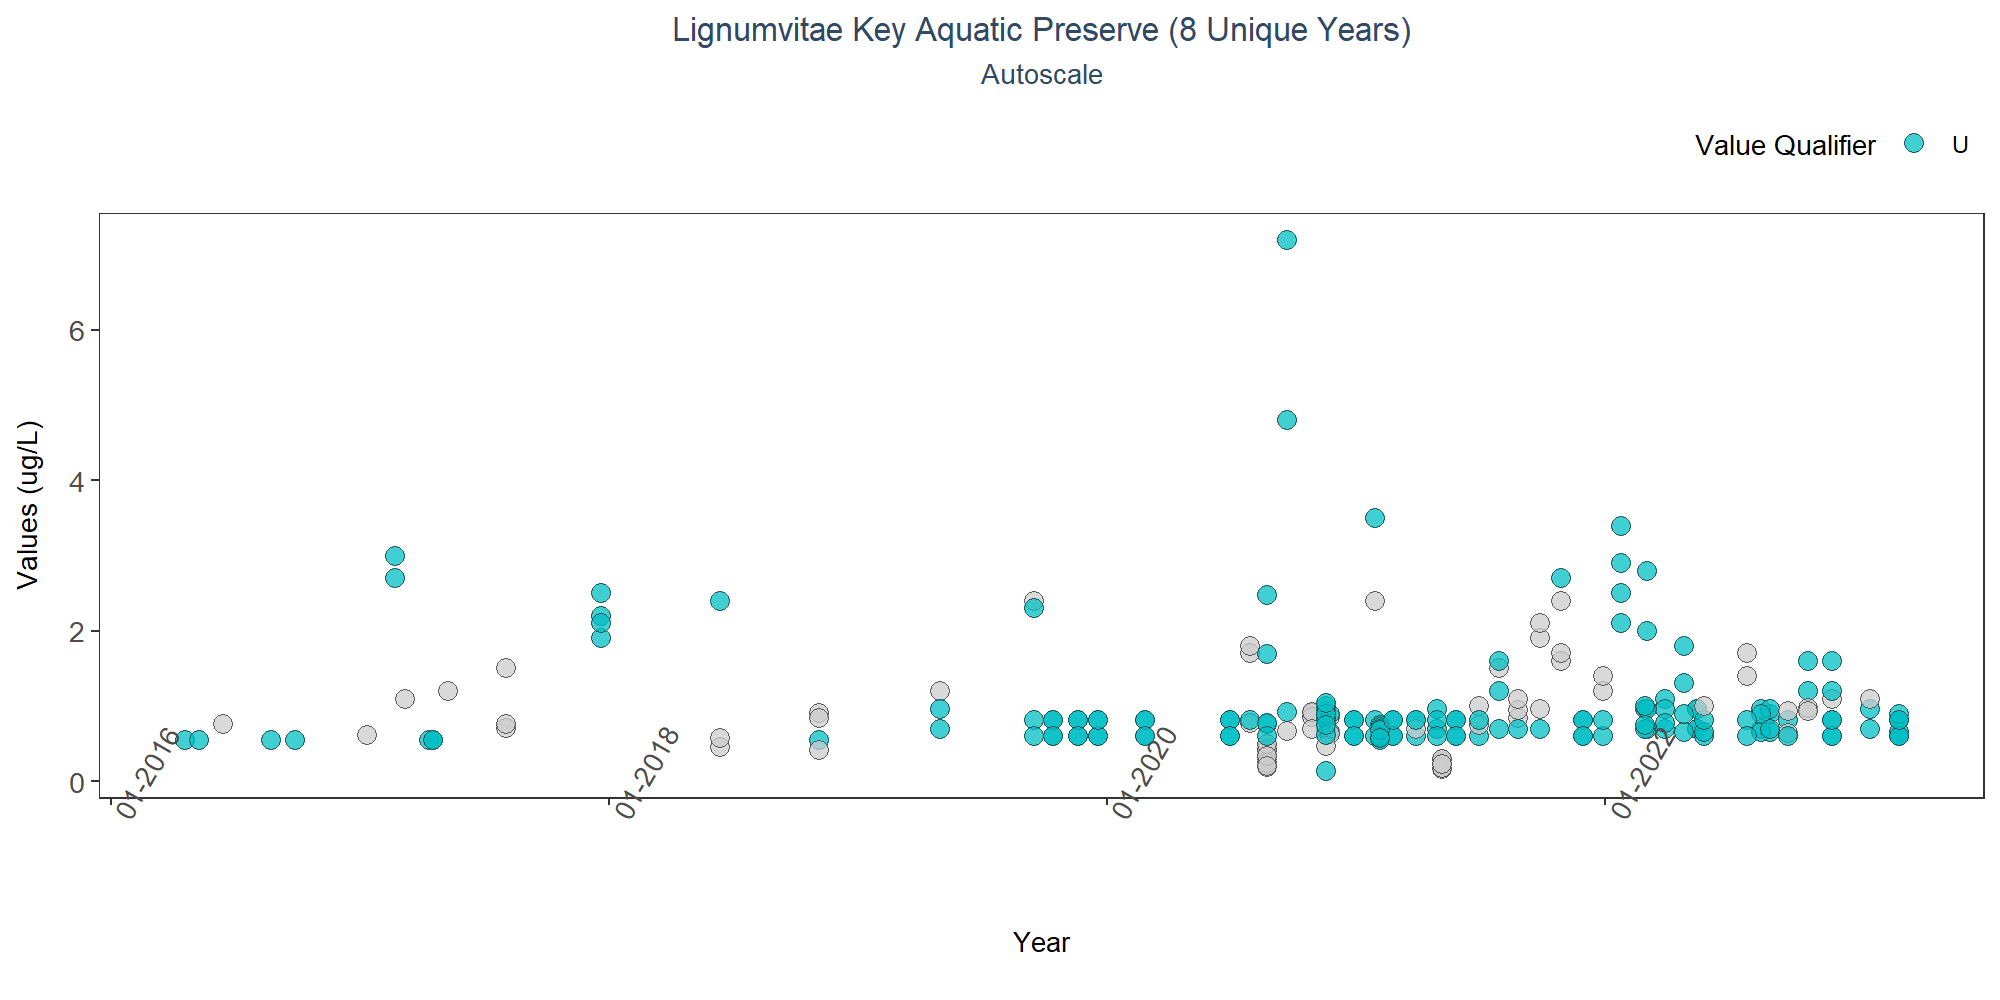 Lignumvitae Key Aquatic Preserve (8 Unique Years)
Autoscale
Value Qualifier U
Values (ug/L)
6
4
2
0
01-2016 01-2018 01-2020 01-2022
Year